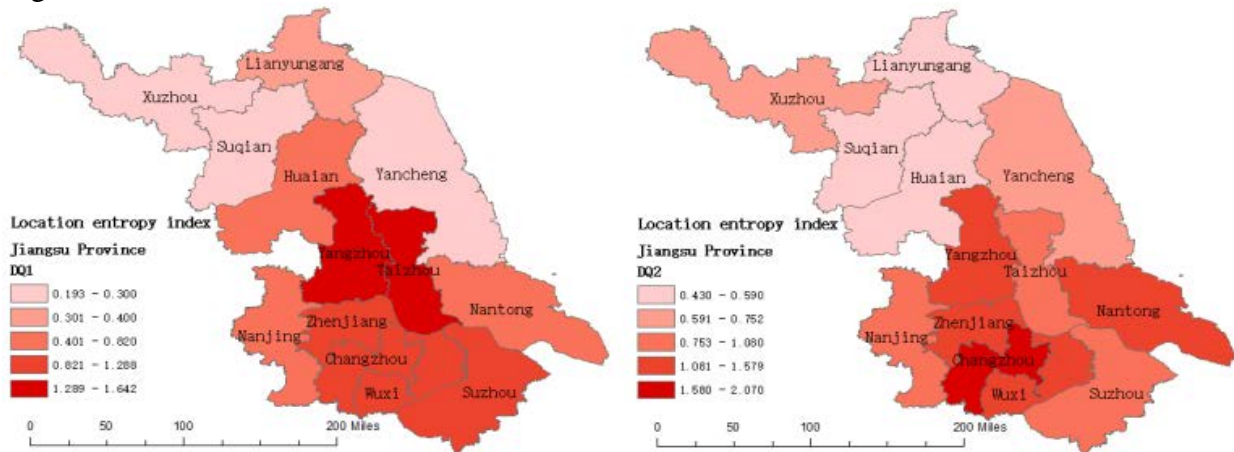 Lianyungang
Xuzhou
Suqian
Huaian
Yancheng
Location entropy index
Jiangsu Province
DQ1
0.193 - 0.300
0.301 - 0.400
0.401 - 0.820
0.821 - 1.288
1.289 - 1.642
Yangzhou
Taizhou
Nantong
Zhenjiang
Nanjing
Changzhou
Wuxi
Suzhou
0 50 100 200 Miles
Lianyungang
Xuzhou
Suqian
Huaian
Yancheng
Location entropy index
Jiangsu Province
DQ2
0.430 - 0.590
0.591 - 0.752
0.753 - 1.080
1.081 - 1.579
1.580 - 2.070
Yangzhou
Taizhou
Nantong
Zhenjiang
Nanjing
Changzhou
Wuxi
Suzhou
0 50 100 200 Miles